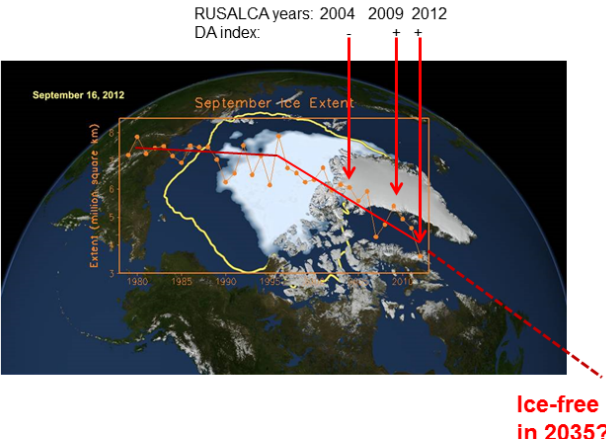 RUSALCA years: 2004 2009 2012
DA index: - + +
September 16, 2012
September Ice Extent
Extent (million square km)
8
6
5
4
3
1980 1985 1990 1995 2010
Ice-free
in 2035?